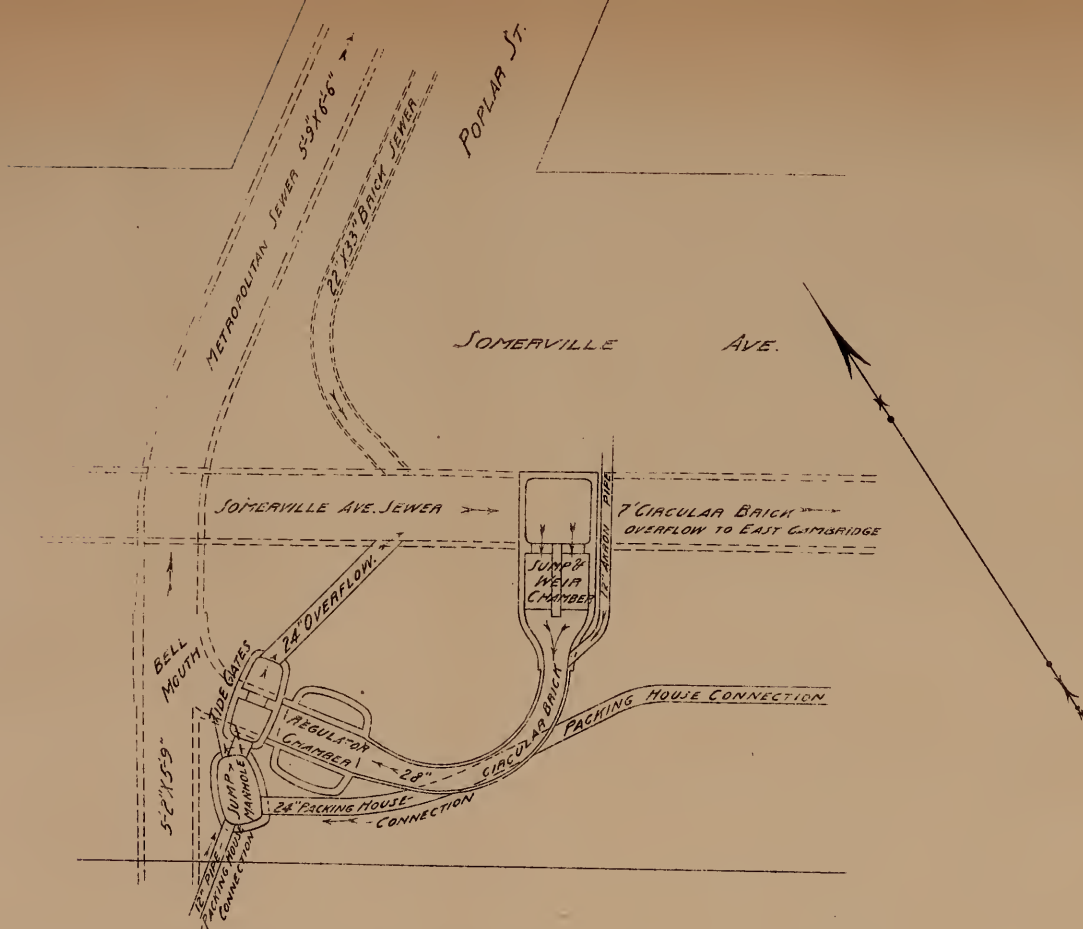 POPLAR ST.
METROPOLITAN SEWER 5'-9"X6'-6"
22"X33" BRICK SEWER
SOMERVILLE AVE.
SOMERVILLE AVE. SEWER
7' CIRCULAR BRICK
OVERFLOW TO EAST CAMBRIDGE
12" AKRON PIPE
SUMP &
WEIR
CHAMBER
24" OVERFLOW.
BELL
MOUTH
TIDE GATES
REGULATOR
CHAMBER
28"
CIRCULAR BRICK
PACKING HOUSE CONNECTION
SUMP
MANHOLE
24" PACKING HOUSE-
CONNECTION
5'-2"X5'-9"
12" PIPE-
PACKING HOUSE
CONNECTION